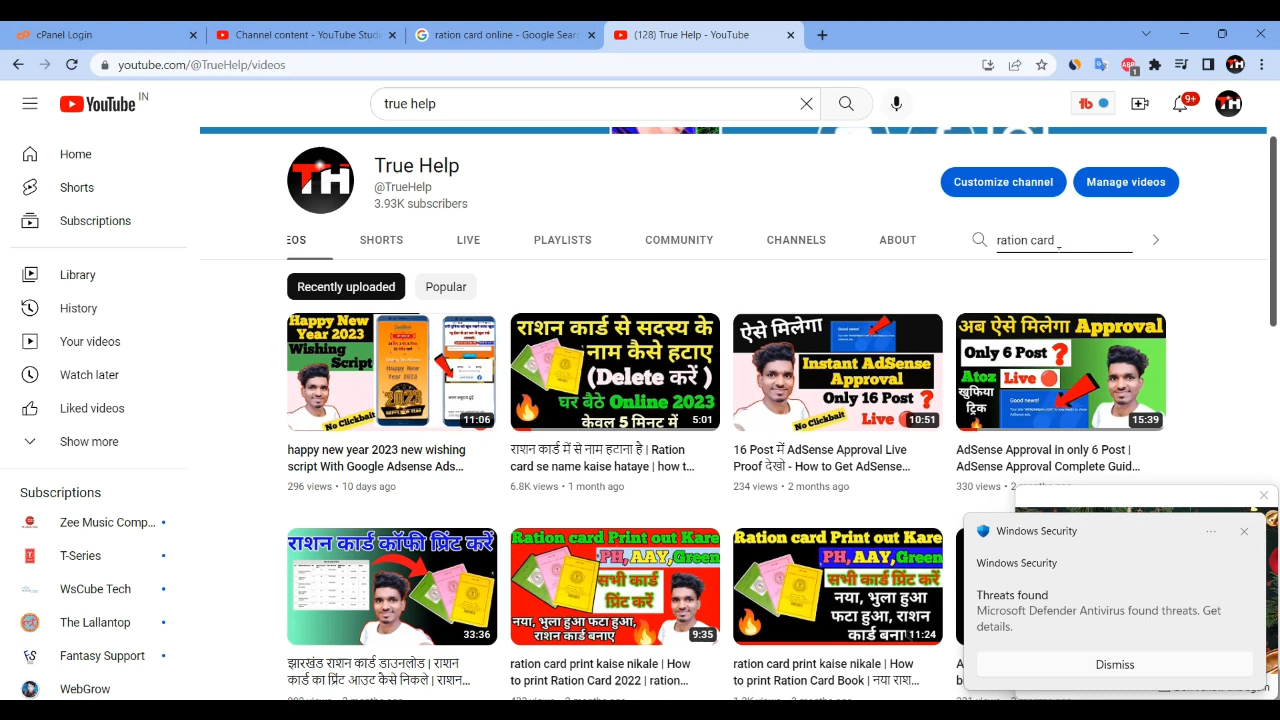 cPanel Login
Channel content - YouTube Studi
ration card online - Google Sear
(128) True Help - YouTube
youtube.com/@TrueHelp/videos
YouTube IN
true help
9+
TH
Home
Shorts
Subscriptions
Library
History
Your videos
Watch later
Liked videos
Show more
Subscriptions
Zee Music Comp...
T-Series
WsCube Tech
The Lallantop
Fantasy Support
WebGrow
TH
True Help
@TrueHelp
3.93K subscribers
Customize channel
Manage videos
EOS
SHORTS
LIVE
PLAYLISTS
COMMUNITY
CHANNELS
ABOUT
ration card
Recently uploaded
Popular
Happy New
Year 2023
Wishing
Script
No Clickbait
11:06
happy new year 2023 new wishing
script With Google Adsense Ads...
296 views • 10 days ago
राशन कार्ड से सदस्य के
नाम कैसे हटाए
(Delete करें )
घर बैठे Online 2023
केवल 5 मिनट में
5:01
राशन कार्ड में से नाम हटाना है | Ration
card se name kaise hataye | how t...
6.8K views • 1 month ago
ऐसे मिलेगा
Instant AdSense
Approval
Only 16 Post ?
No Clickbait
Live
10:51
16 Post में AdSense Approval Live
Proof देखो - How to Get AdSense...
234 views • 2 months ago
अब ऐसे मिलेगा Approval
Only 6 Post ?
Atoz Live
खुफिया
ट्रिक
Good news!
15:39
AdSense Approval in only 6 Post |
AdSense Approval Complete Guid...
330 views • 2 months ago
राशन कार्ड कॉफी प्रिंट करें
33:36
झारखंड राशन कार्ड डाउनलोड | राशन
कार्ड का प्रिंट आउट कैसे निकले | राशन...
Ration card Print out Kare
PH,AAY,Green
सभी कार्ड
प्रिंट करें
नया, भुला हुआ फटा हुआ,
राशन कार्ड बनाए
9:35
ration card print kaise nikale | How
to print Ration Card 2022 | ration...
Ration card Print out Kare
PH,AAY,Green
सभी कार्ड प्रिंट करें
नया, भुला हुआ
फटा हुआ, राशन
कार्ड बनाए
11:24
ration card print kaise nikale | How
to print Ration Card Book | नया राश...
Windows Security
Windows Security
Threats found
Microsoft Defender Antivirus found threats. Get
details.
Dismiss